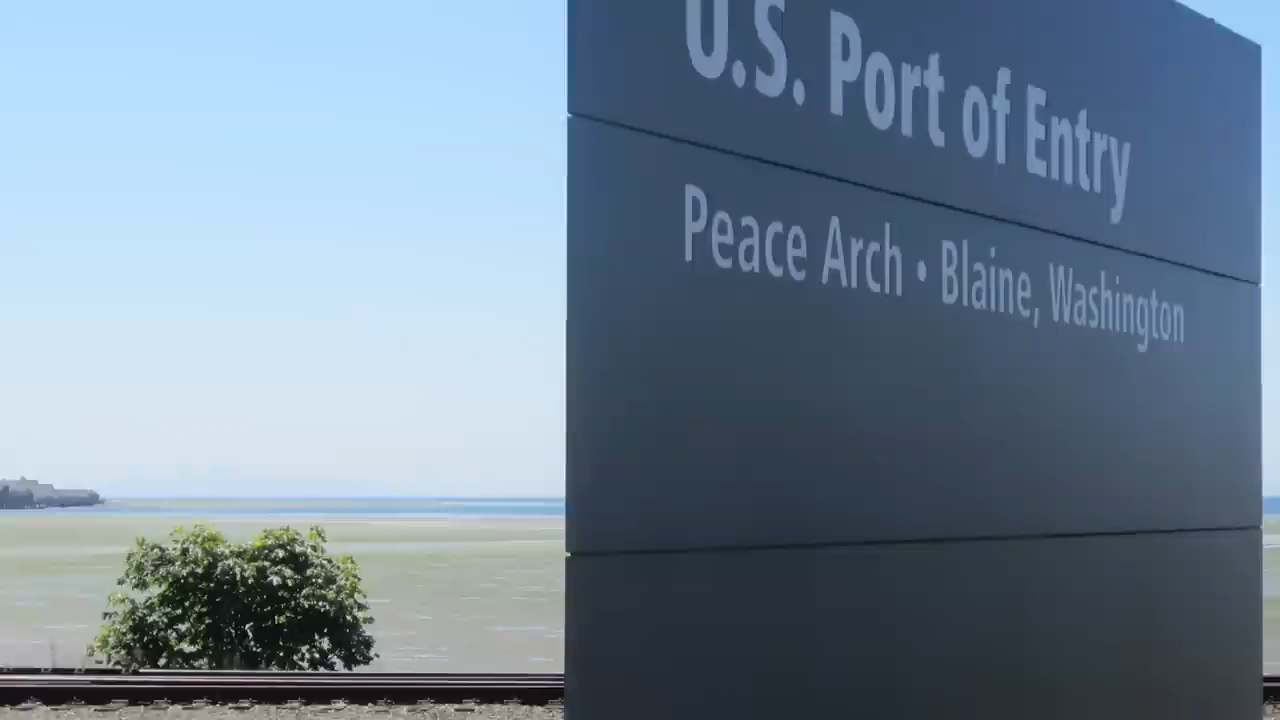 U.S. Port of Entry
Peace Arch • Blaine, Washington